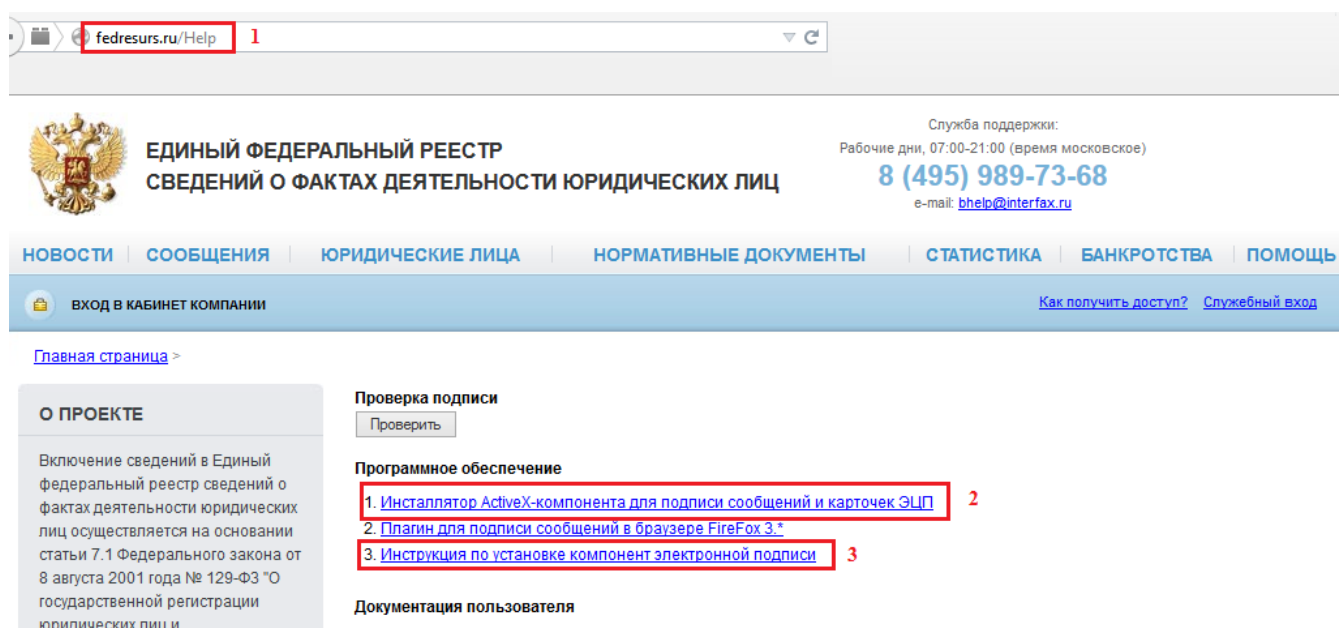 fedresurs.ru/Help 1
ЕДИНЫЙ ФЕДЕРАЛЬНЫЙ РЕЕСТР
СВЕДЕНИЙ О ФАКТАХ ДЕЯТЕЛЬНОСТИ ЮРИДИЧЕСКИХ ЛИЦ
Служба поддержки:
Рабочие дни, 07:00-21:00 (время московское)
8 (495) 989-73-68
e-mail: bhelp@interfax.ru
НОВОСТИ СООБЩЕНИЯ ЮРИДИЧЕСКИЕ ЛИЦА НОРМАТИВНЫЕ ДОКУМЕНТЫ СТАТИСТИКА БАНКРОТСТВА ПОМОЩЬ
ВХОД В КАБИНЕТ КОМПАНИИ Как получить доступ? Служебный вход
Главная страница >
О ПРОЕКТЕ
Включение сведений в Единый
федеральный реестр сведений о
фактах деятельности юридических
лиц осуществляется на основании
статьи 7.1 Федерального закона от
8 августа 2001 года № 129-ФЗ "О
государственной регистрации
юридических лиц и
Проверка подписи
Проверить
Программное обеспечение
1. Инсталлятор ActiveX-компонента для подписи сообщений и карточек ЭЦП 2
2. Плагин для подписи сообщений в браузере FireFox 3.*
3. Инструкция по установке компонент электронной подписи 3
Документация пользователя